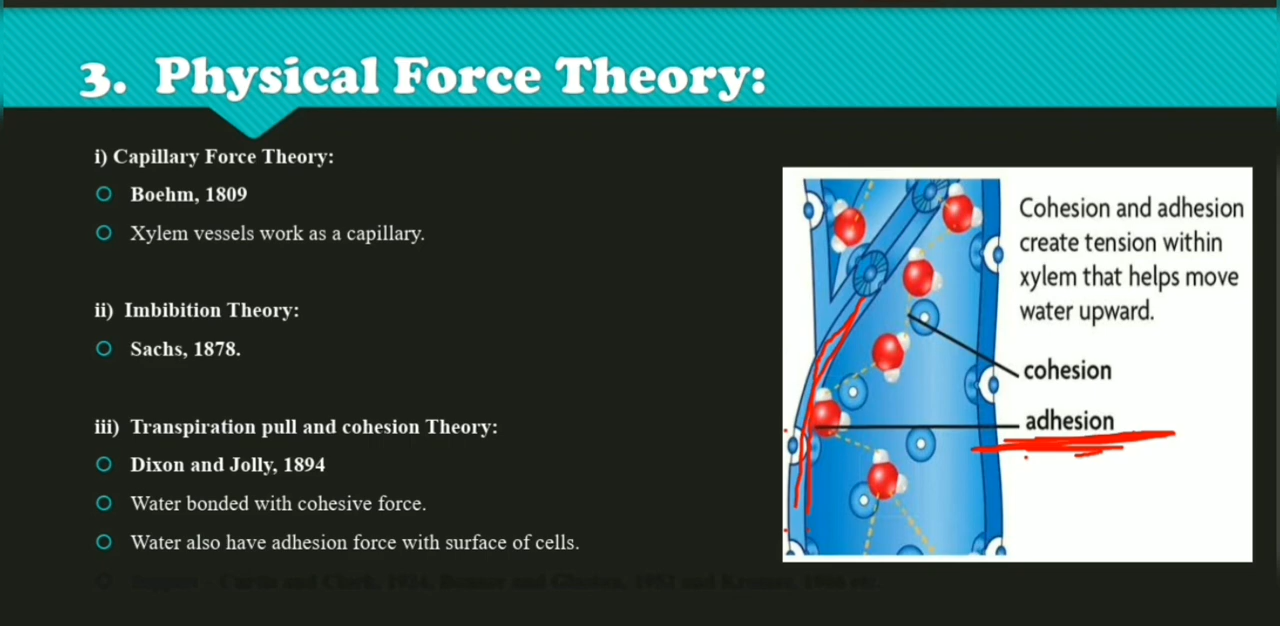 3. Physical Force Theory:
i) Capillary Force Theory:
Boehm, 1809
Xylem vessels work as a capillary.
ii) Imbibition Theory:
Sachs, 1878.
iii) Transpiration pull and cohesion Theory:
Dixon and Jolly, 1894
Water bonded with cohesive force.
Water also have adhesion force with surface of cells.
Cohesion and adhesion
create tension within
xylem that helps move
water upward.
cohesion
adhesion